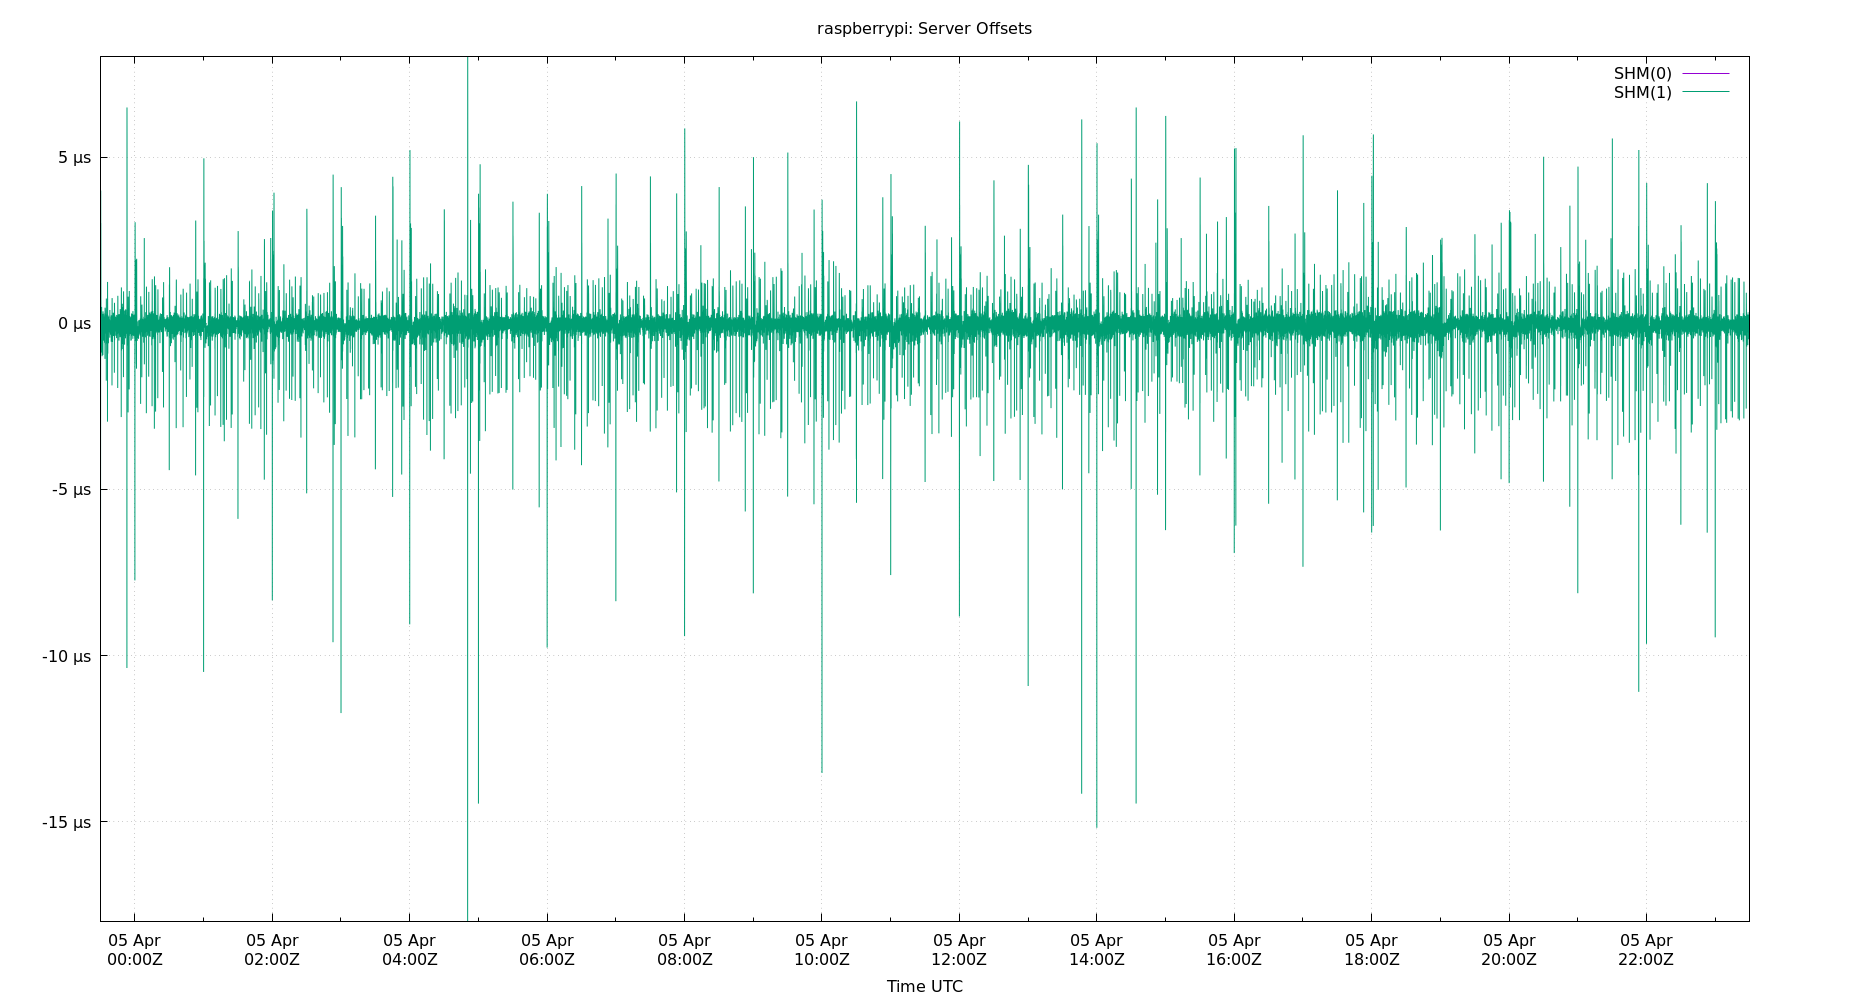 raspberrypi: Server Offsets
SHM(0)
SHM(1)
5 µs
0 µs
-5 µs
-10 µs
-15 µs
05 Apr 05 Apr 05 Apr 05 Apr 05 Apr 05 Apr 05 Apr 05 Apr 05 Apr 05 Apr 05 Apr 05 Apr
00:00Z 02:00Z 04:00Z 06:00Z 08:00Z 10:00Z 12:00Z 14:00Z 16:00Z 18:00Z 20:00Z 22:00Z
Time UTC